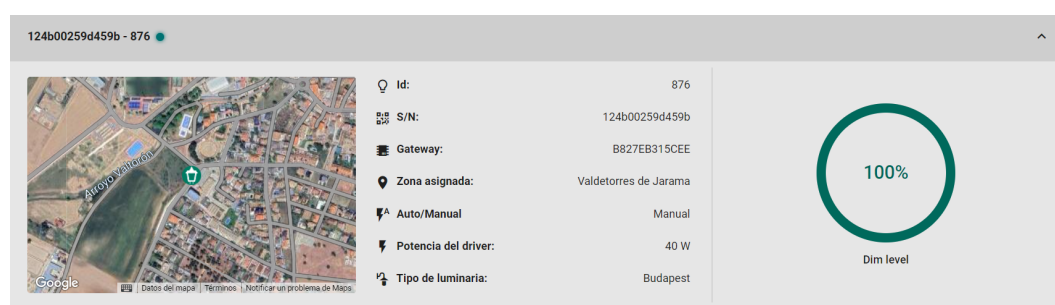 124b00259d459b - 876
Arroyo Valtorón
Google
Datos del mapa
Términos
Notificar un problema de Maps
Id: 876
S/N: 124b00259d459b
Gateway: B827EB315CEE
Zona asignada: Valdetorres de Jarama
A
Auto/Manual Manual
Potencia del driver: 40 W
Tipo de luminaria: Budapest
100%
Dim level